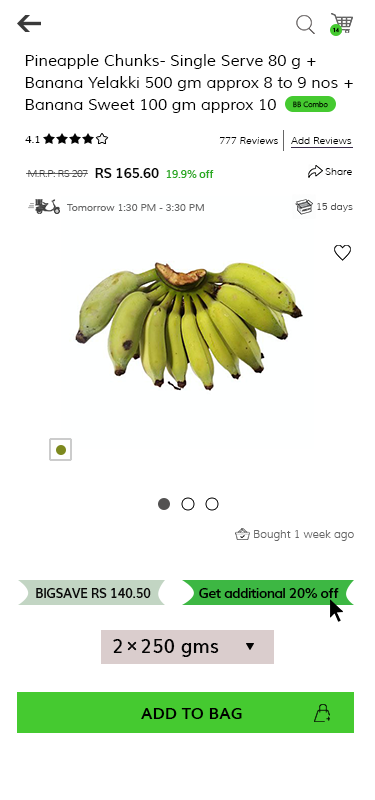 14
Pineapple Chunks- Single Serve 80 g +
Banana Yelakki 500 gm approx 8 to 9 nos +
Banana Sweet 100 gm approx 10 BB Combo
4.1 777 Reviews Add Reviews
M.R.P: RS 207 RS 165.60 19.9% off Share
Tomorrow 1:30 PM - 3:30 PM 15 days
Bought 1 week ago
BIGSAVE RS 140.50 Get additional 20% off
2 × 250 gms
ADD TO BAG